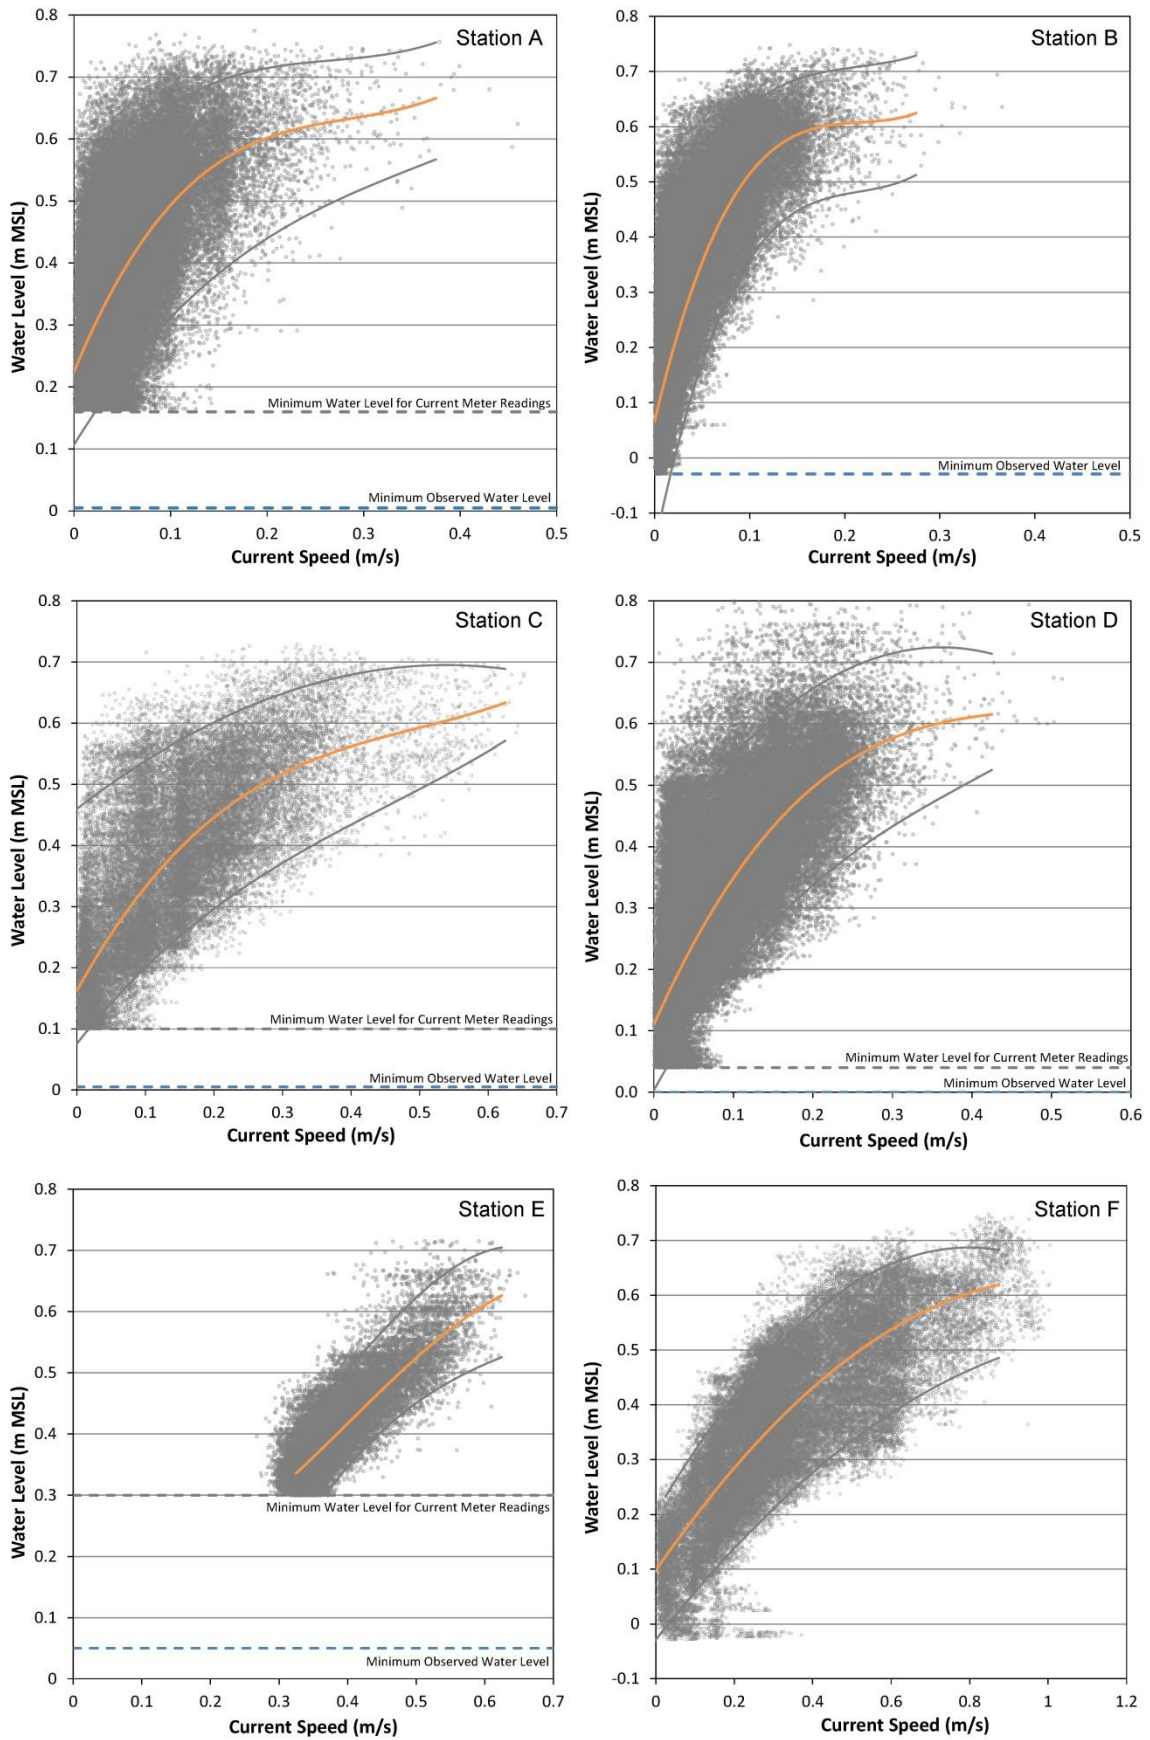 Station A
Water Level (m MSL)
0.8
0.7
0.6
0.5
0.4
0.3
0.2
0.1
0
Minimum Water Level for Current Meter Readings
Minimum Observed Water Level
0 0.1 0.2 0.3 0.4 0.5
Current Speed (m/s)
Station B
Water Level (m MSL)
0.8
0.7
0.6
0.5
0.4
0.3
0.2
0.1
0
-0.1
Minimum Observed Water Level
0 0.1 0.2 0.3 0.4 0.5
Current Speed (m/s)
Station C
Water Level (m MSL)
0.8
0.7
0.6
0.5
0.4
0.3
0.2
0.1
0
Minimum Water Level for Current Meter Readings
Minimum Observed Water Level
0 0.1 0.2 0.3 0.4 0.5 0.6 0.7
Current Speed (m/s)
Station D
Water Level (m MSL)
0.8
0.7
0.6
0.5
0.4
0.3
0.2
0.1
0.0
Minimum Water Level for Current Meter Readings
Minimum Observed Water Level
0 0.1 0.2 0.3 0.4 0.5 0.6
Current Speed (m/s)
Station E
Water Level (m MSL)
0.8
0.7
0.6
0.5
0.4
0.3
0.2
0.1
0
Minimum Water Level for Current Meter Readings
Minimum Observed Water Level
0 0.1 0.2 0.3 0.4 0.5 0.6 0.7
Current Speed (m/s)
Station F
Water Level (m MSL)
0.8
0.7
0.6
0.5
0.4
0.3
0.2
0.1
0
-0.1
0 0.2 0.4 0.6 0.8 1 1.2
Current Speed (m/s)